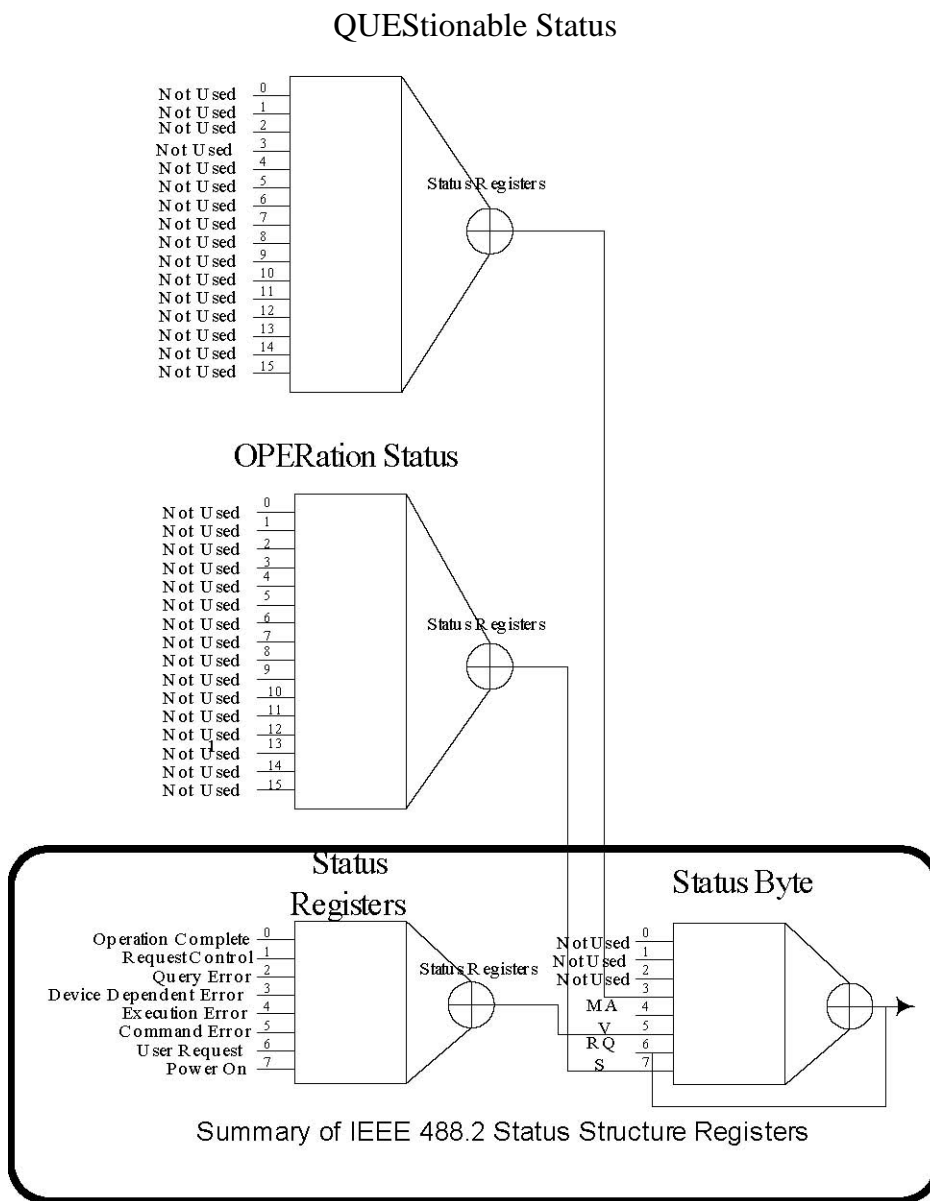 QUEStionable Status
Not Used 0
Not Used 1
Not Used 2
Not Used 3
Not Used 4
Not Used 5
Not Used 6
Not Used 7
Not Used 8
Not Used 9
Not Used 10
Not Used 11
Not Used 12
Not Used 13
Not Used 14
Not Used 15
Status Registers
OPERation Status
Not Used 0
Not Used 1
Not Used 2
Not Used 3
Not Used 4
Not Used 5
Not Used 6
Not Used 7
Not Used 8
Not Used 9
Not Used 10
Not Used 11
Not Used 12
1
Not Used 13
Not Used 14
Not Used 15
Status Registers
Status
Registers
Operation Complete 0
Request Control 1
Query Error 2
Device Dependent Error 3
Execution Error 4
Command Error 5
User Request 6
Power On 7
Status Registers
Status Byte
Not Used 0
Not Used 1
Not Used 2
3
MA 4
V 5
RQ 6
S 7
Summary of IEEE 488.2 Status Structure Registers